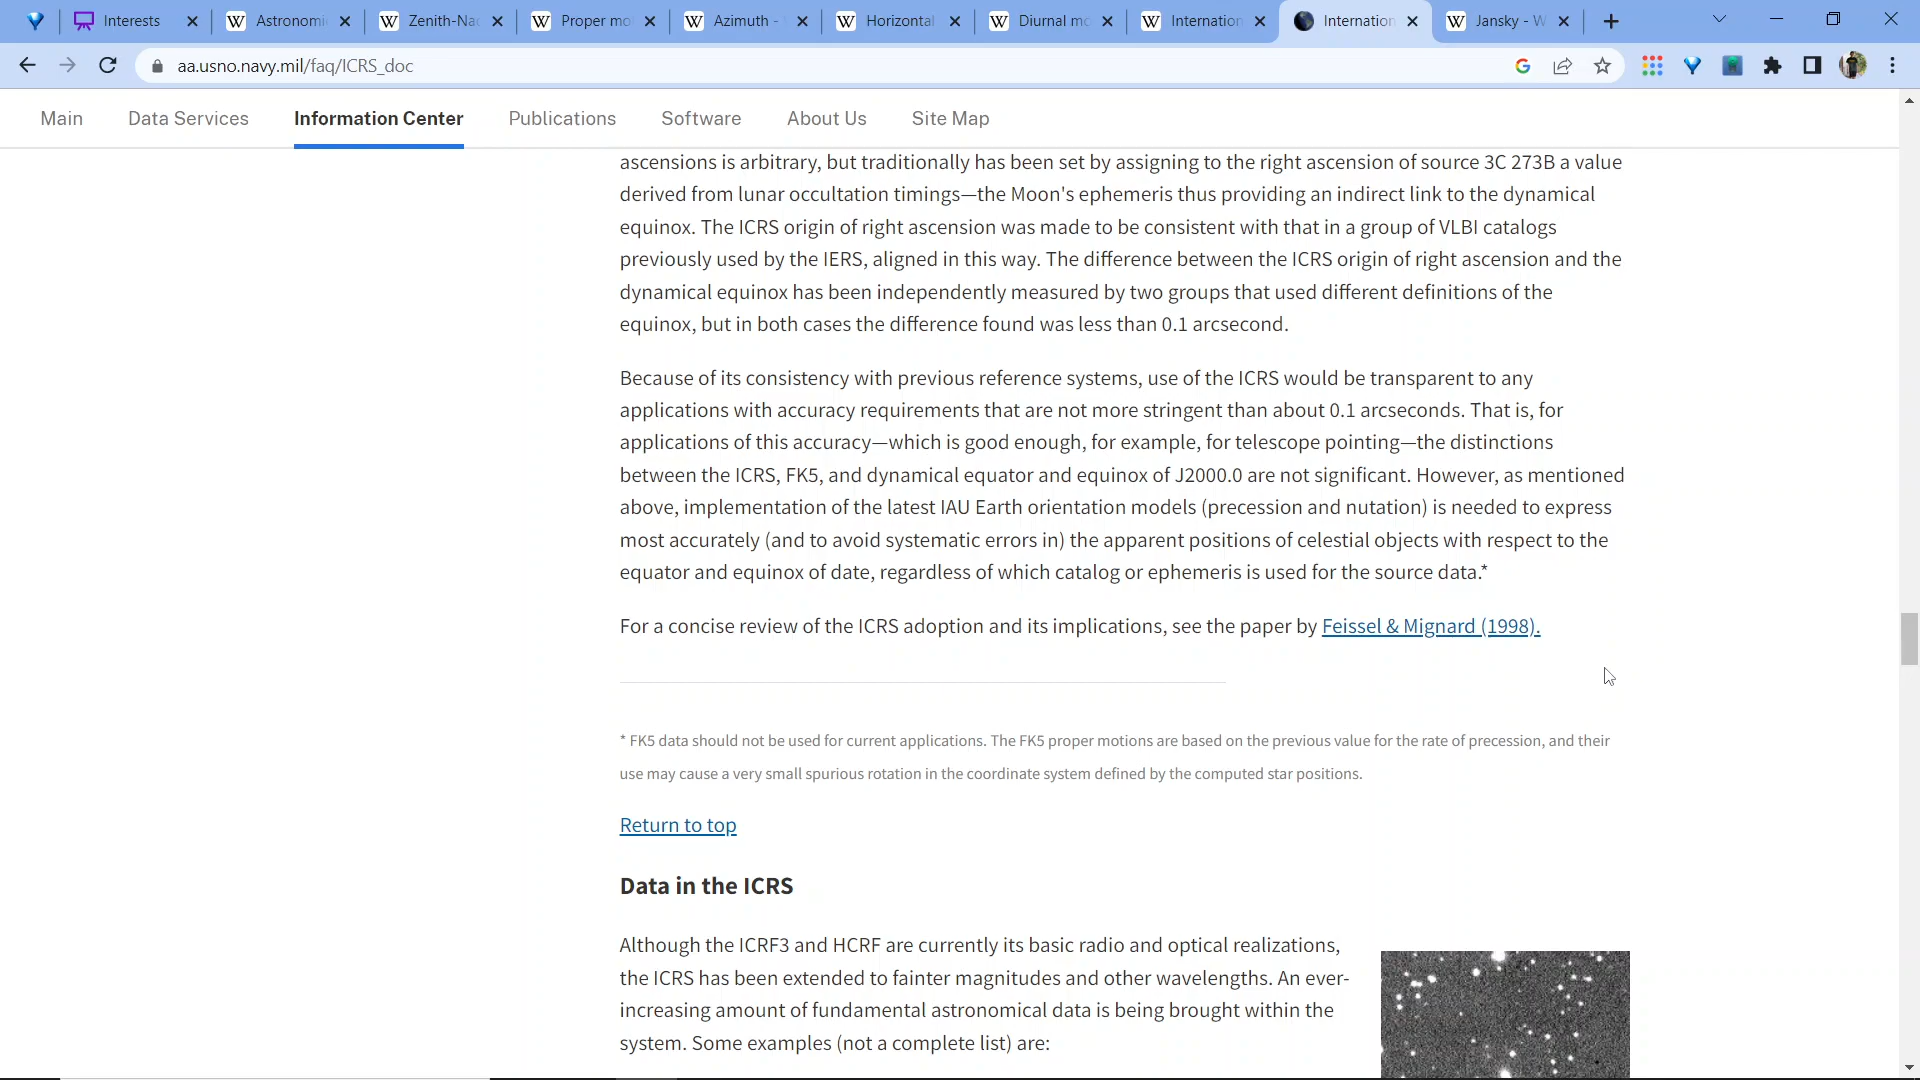 Interests
Astronomi
Zenith-Na
Proper mo
Azimuth -
Horizontal
Diurnal mo
Internation
Internation
Jansky - W
aa.usno.navy.mil/faq/ICRS_doc
Main
Data Services
Information Center
Publications
Software
About Us
Site Map
ascensions is arbitrary, but traditionally has been set by assigning to the right ascension of source 3C 273B a value
derived from lunar occultation timings—the Moon's ephemeris thus providing an indirect link to the dynamical
equinox. The ICRS origin of right ascension was made to be consistent with that in a group of VLBI catalogs
previously used by the IERS, aligned in this way. The difference between the ICRS origin of right ascension and the
dynamical equinox has been independently measured by two groups that used different definitions of the
equinox, but in both cases the difference found was less than 0.1 arcsecond.
Because of its consistency with previous reference systems, use of the ICRS would be transparent to any
applications with accuracy requirements that are not more stringent than about 0.1 arcseconds. That is, for
applications of this accuracy—which is good enough, for example, for telescope pointing—the distinctions
between the ICRS, FK5, and dynamical equator and equinox of J2000.0 are not significant. However, as mentioned
above, implementation of the latest IAU Earth orientation models (precession and nutation) is needed to express
most accurately (and to avoid systematic errors in) the apparent positions of celestial objects with respect to the
equator and equinox of date, regardless of which catalog or ephemeris is used for the source data.*
For a concise review of the ICRS adoption and its implications, see the paper by Feissel & Mignard (1998).
* FK5 data should not be used for current applications. The FK5 proper motions are based on the previous value for the rate of precession, and their
use may cause a very small spurious rotation in the coordinate system defined by the computed star positions.
Return to top
Data in the ICRS
Although the ICRF3 and HCRF are currently its basic radio and optical realizations,
the ICRS has been extended to fainter magnitudes and other wavelengths. An ever-
increasing amount of fundamental astronomical data is being brought within the
system. Some examples (not a complete list) are: